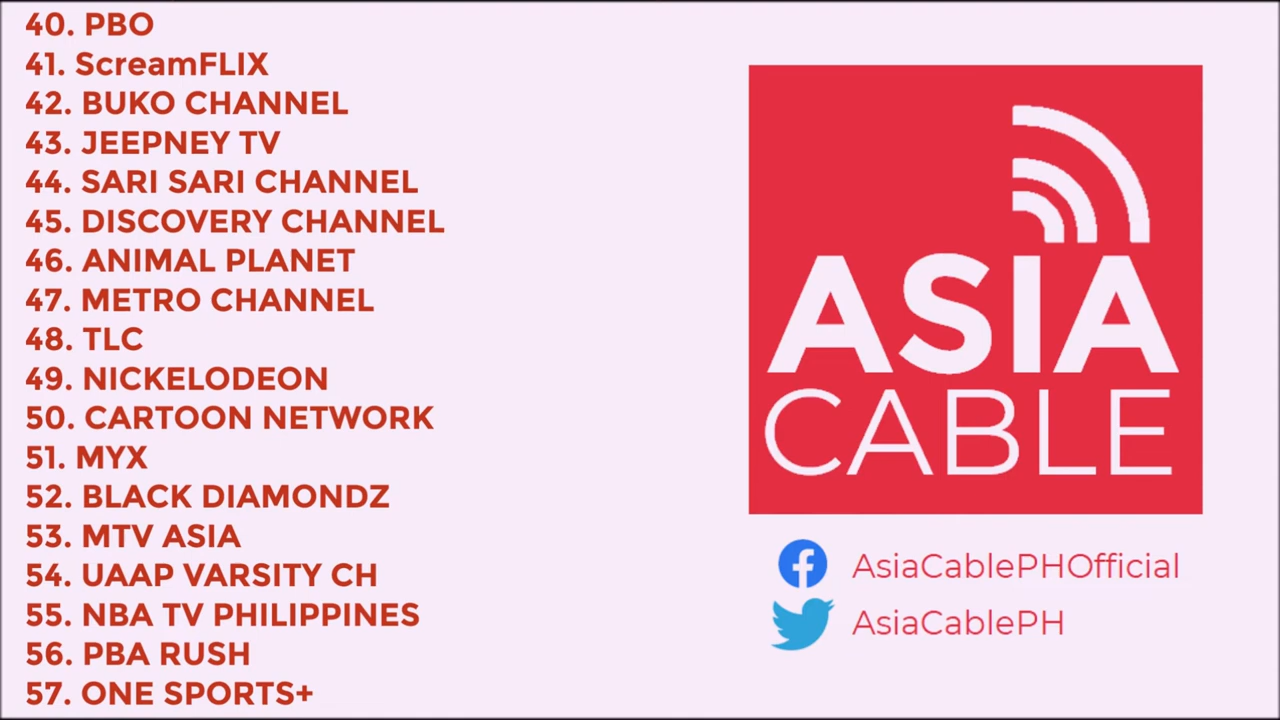 40. PBO
41. ScreamFLIX
42. BUKO CHANNEL
43. JEEPNEY TV
44. SARI SARI CHANNEL
45. DISCOVERY CHANNEL
46. ANIMAL PLANET
47. METRO CHANNEL
48. TLC
49. NICKELODEON
50. CARTOON NETWORK
51. MYX
52. BLACK DIAMONDZ
53. MTV ASIA
54. UAAP VARSITY CH
55. NBA TV PHILIPPINES
56. PBA RUSH
57. ONE SPORTS+
ASIA
CABLE
AsiaCablePHOfficial
AsiaCablePH